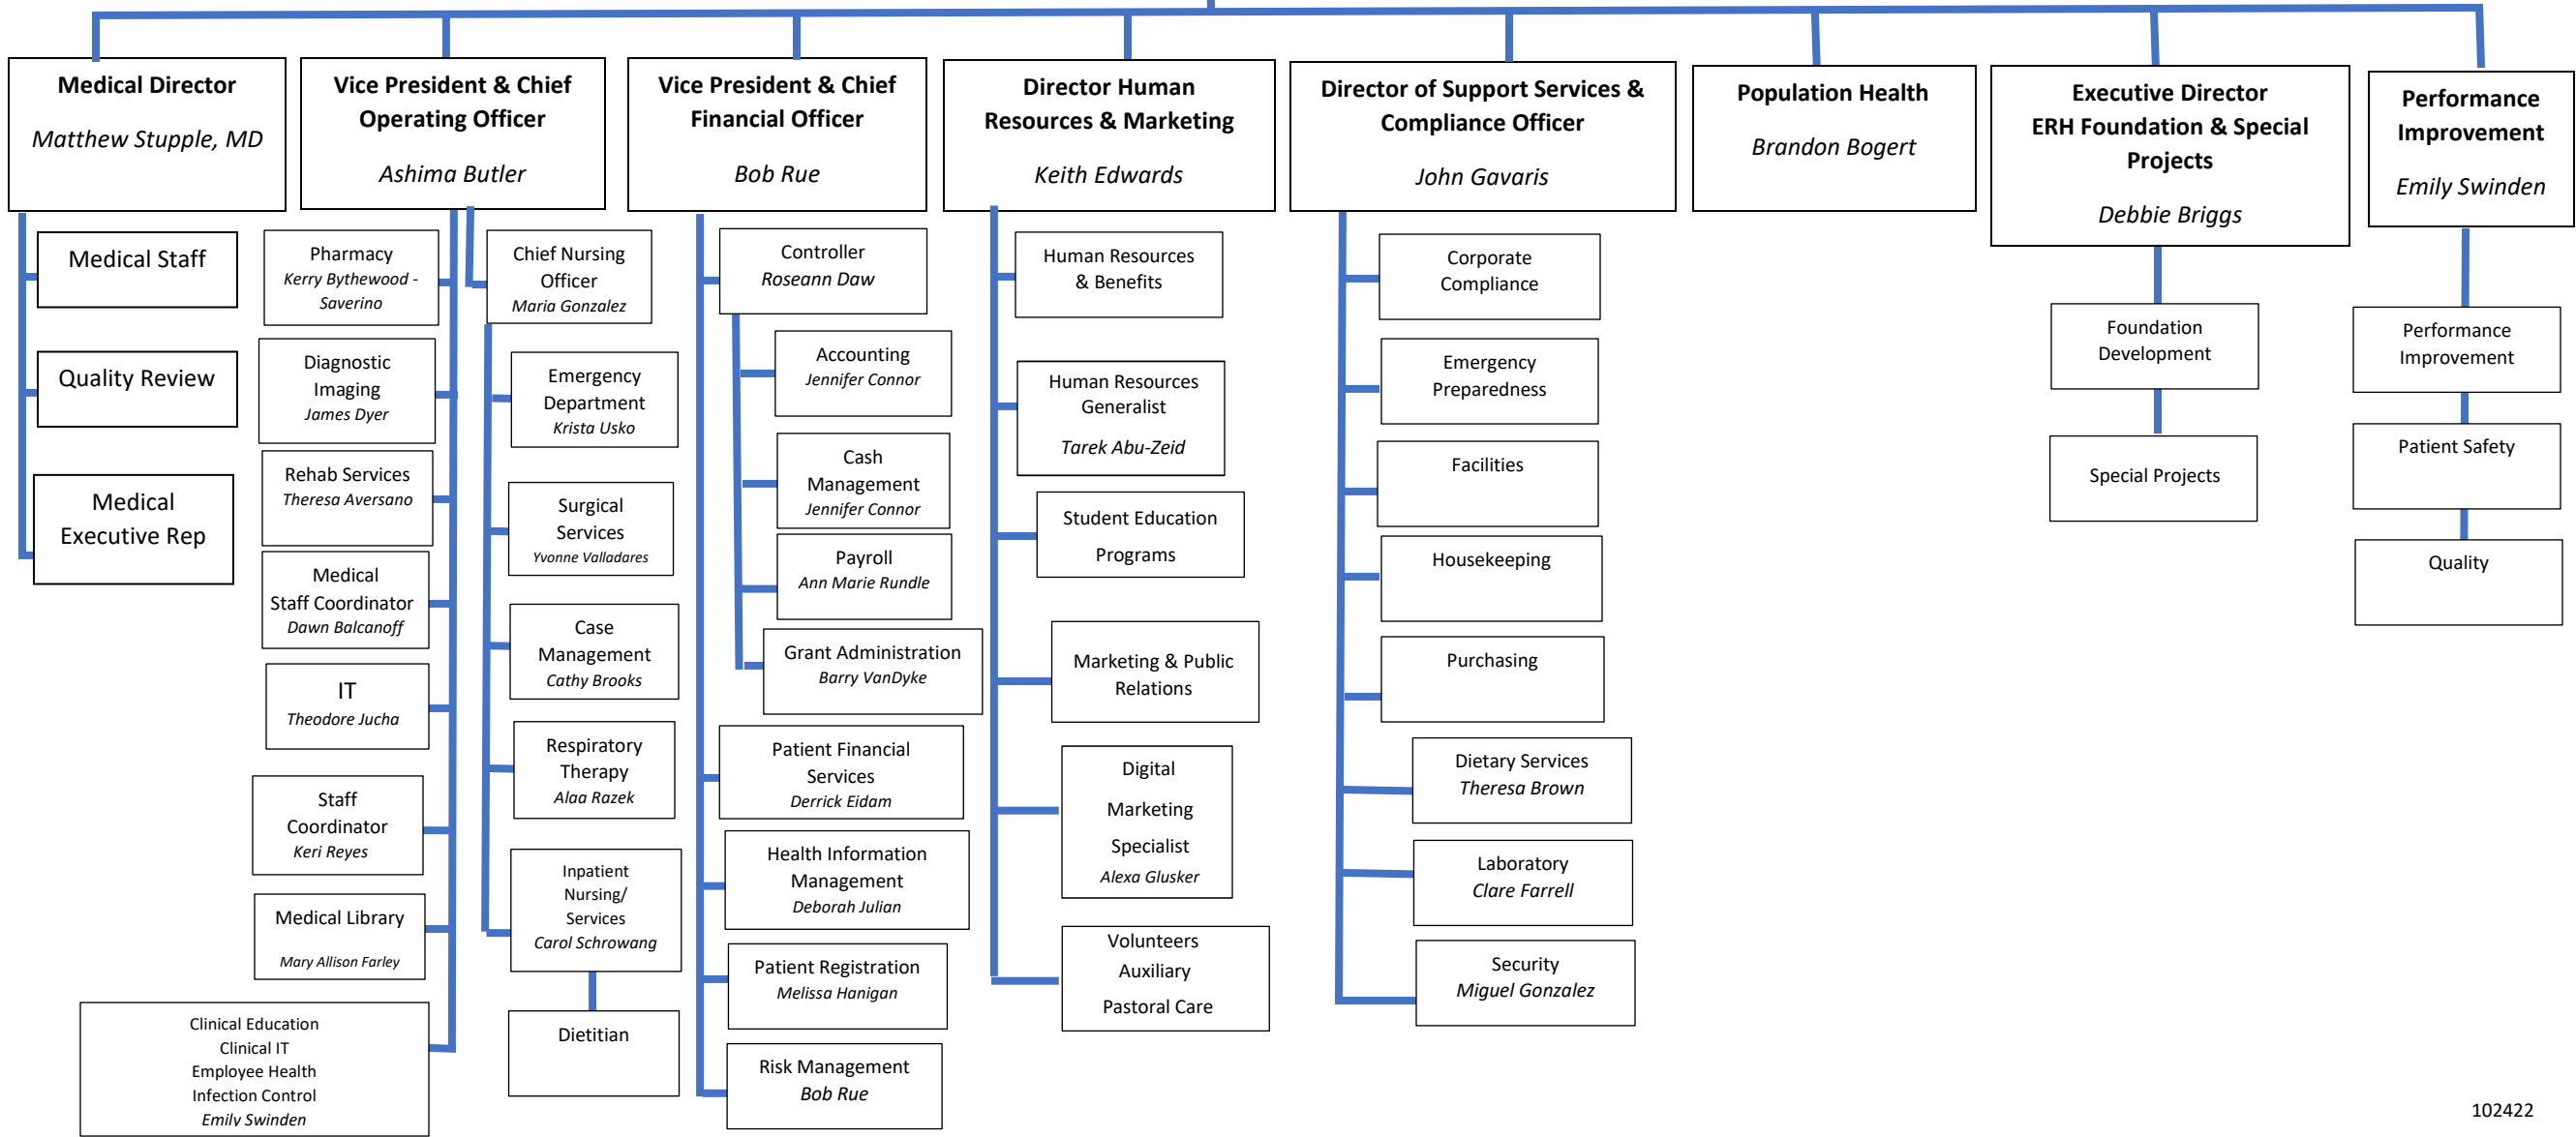 Medical Director
Matthew Stupple, MD
Medical Staff
Quality Review
Medical
Executive Rep
Vice President & Chief
Operating Officer
Ashima Butler
Pharmacy
Kerry Bythewood -
Saverino
Diagnostic
Imaging
James Dyer
Rehab Services
Theresa Aversano
Medical
Staff Coordinator
Dawn Balcanoff
IT
Theodore Jucha
Staff
Coordinator
Keri Reyes
Medical Library
Mary Allison Farley
Clinical Education
Clinical IT
Employee Health
Infection Control
Emily Swinden
Chief Nursing
Officer
Maria Gonzalez
Emergency
Department
Krista Usko
Surgical
Services
Yvonne Valladares
Case
Management
Cathy Brooks
Respiratory
Therapy
Alaa Razek
Inpatient
Nursing/
Services
Carol Schrowang
Dietitian
Vice President & Chief
Financial Officer
Bob Rue
Controller
Roseann Daw
Accounting
Jennifer Connor
Cash
Management
Jennifer Connor
Payroll
Ann Marie Rundle
Grant Administration
Barry VanDyke
Patient Financial
Services
Derrick Eidam
Health Information
Management
Deborah Julian
Patient Registration
Melissa Hanigan
Risk Management
Bob Rue
Director Human
Resources & Marketing
Keith Edwards
Human Resources
& Benefits
Human Resources
Generalist
Tarek Abu-Zeid
Student Education
Programs
Marketing & Public
Relations
Digital
Marketing
Specialist
Alexa Glusker
Volunteers
Auxiliary
Pastoral Care
Director of Support Services &
Compliance Officer
John Gavaris
Corporate
Compliance
Emergency
Preparedness
Facilities
Housekeeping
Purchasing
Dietary Services
Theresa Brown
Laboratory
Clare Farrell
Security
Miguel Gonzalez
Population Health
Brandon Bogert
Executive Director
ERH Foundation & Special
Projects
Debbie Briggs
Foundation
Development
Special Projects
Performance
Improvement
Emily Swinden
Performance
Improvement
Patient Safety
Quality
102422